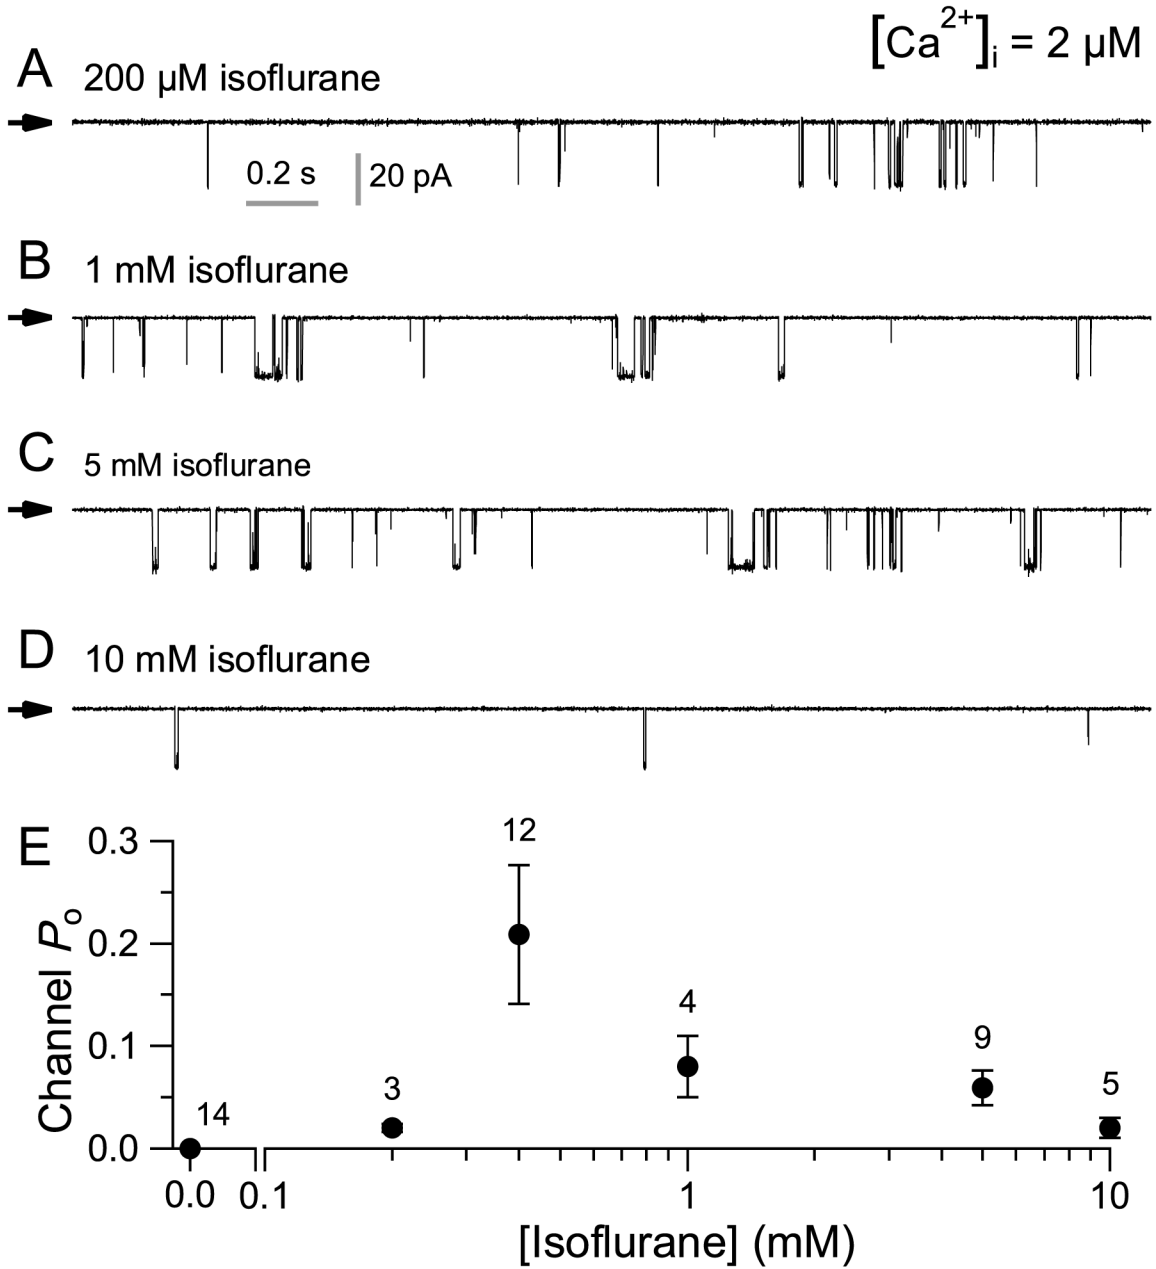 [Ca²⁺]ᵢ = 2 µM
A
200 µM isoflurane
0.2 s
20 pA
B
1 mM isoflurane
C
5 mM isoflurane
D
10 mM isoflurane
E
Channel Pₒ
0.3
0.2
0.1
0.0
14
3
12
4
9
5
0.0 0.1 1 10
[Isoflurane] (mM)